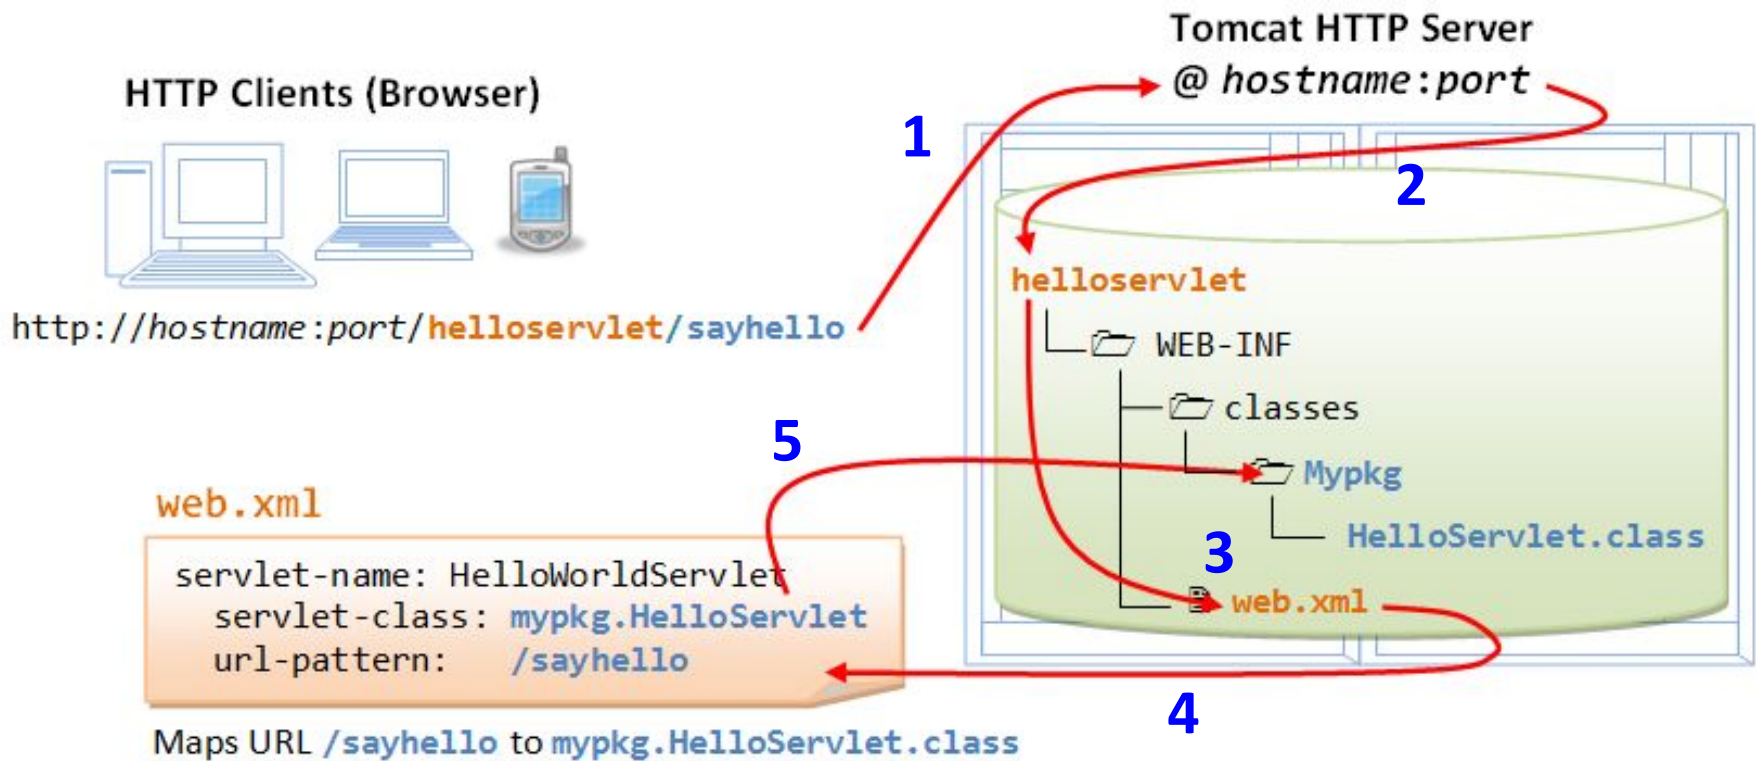 Tomcat HTTP Server
@ hostname:port
HTTP Clients (Browser)
1
2
http://hostname:port/helloservlet/sayhello
helloservlet
WEB-INF
classes
Mypkg
HelloServlet.class
3
web.xml
4
5
web.xml
servlet-name: HelloWorldServlet
servlet-class: mypkg.HelloServlet
url-pattern: /sayhello
Maps URL /sayhello to mypkg.HelloServlet.class